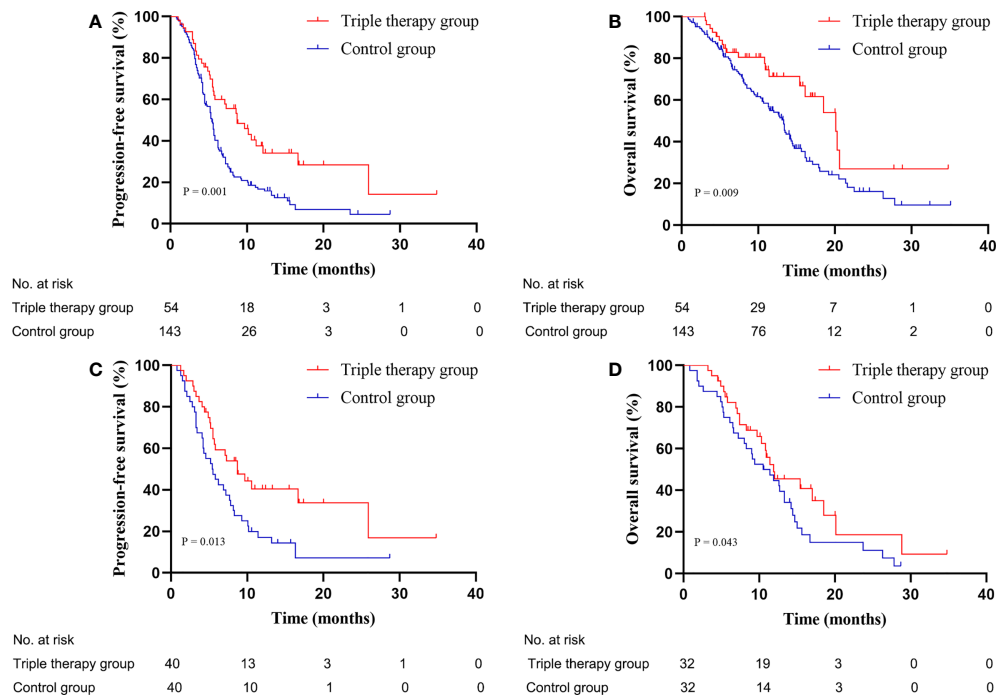 A
Progression-free survival (%)
100
80
60
40
20
0
Triple therapy group
Control group
P = 0.001
0 10 20 30 40
Time (months)
No. at risk
Triple therapy group 54 18 3 1 0
Control group 143 26 3 0 0
B
Overall survival (%)
100
80
60
40
20
0
Triple therapy group
Control group
P = 0.009
0 10 20 30 40
Time (months)
No. at risk
Triple therapy group 54 29 7 1 0
Control group 143 76 12 2 0
C
Progression-free survival (%)
100
80
60
40
20
0
Triple therapy group
Control group
P = 0.013
0 10 20 30 40
Time (months)
No. at risk
Triple therapy group 40 13 3 1 0
Control group 40 10 1 0 0
D
Overall survival (%)
100
80
60
40
20
0
Triple therapy group
Control group
P = 0.043
0 10 20 30 40
Time (months)
No. at risk
Triple therapy group 32 19 3 0 0
Control group 32 14 3 0 0